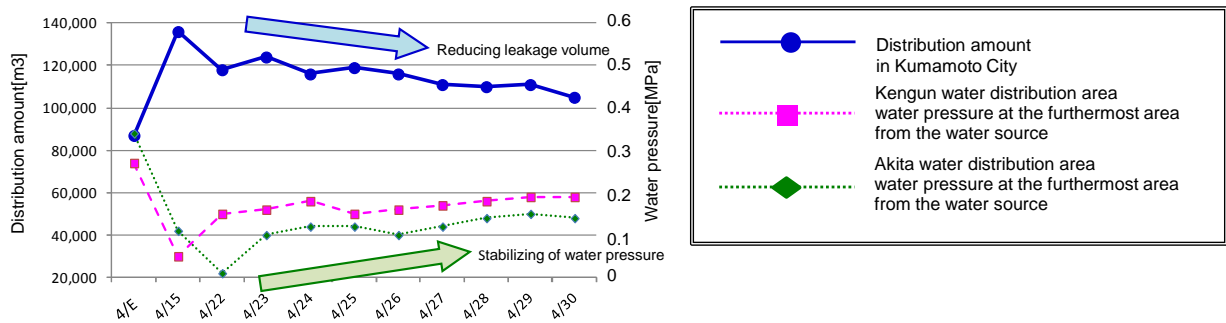 Distribution amount[m3]
140,000
120,000
100,000
80,000
60,000
40,000
20,000
0.6
0.5
0.4
0.3
0.2
0.1
0
Water pressure[MPa]
Reducing leakage volume
Stabilizing of water pressure
4/E
4/15
4/22
4/23
4/24
4/25
4/26
4/27
4/28
4/29
4/30
Distribution amount
in Kumamoto City
Kengun water distribution area
water pressure at the furthermost area
from the water source
Akita water distribution area
water pressure at the furthermost area
from the water source